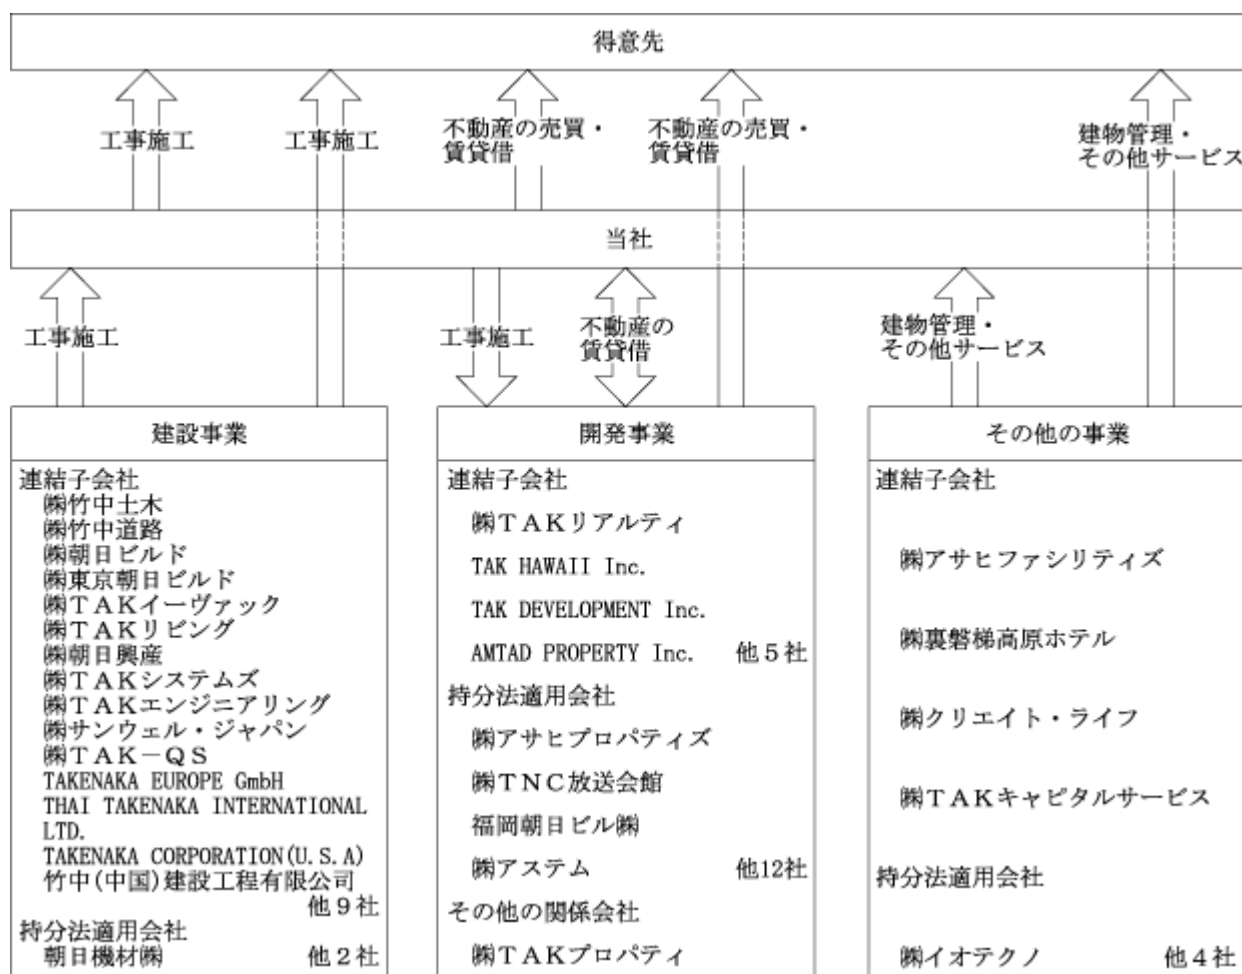 得意先
工事施工
工事施工
不動産の売買・
賃貸借
不動産の売買・
賃貸借
建物管理・
その他サービス
当社
工事施工
工事施工
不動産の
賃貸借
建物管理・
その他サービス
建設事業
連結子会社
㈱竹中土木
㈱竹中道路
㈱朝日ビルド
㈱東京朝日ビルド
㈱ＴＡＫイーヴァック
㈱ＴＡＫリビング
㈱朝日興産
㈱ＴＡＫシステムズ
㈱ＴＡＫエンジニアリング
㈱サンウェル・ジャパン
㈱ＴＡＫ－ＱＳ
TAKENAKA EUROPE GmbH
THAI TAKENAKA INTERNATIONAL
LTD.
TAKENAKA CORPORATION(U.S.A)
竹中(中国)建設工程有限公司
他９社
持分法適用会社
朝日機材㈱ 他２社
開発事業
連結子会社
㈱ＴＡＫリアルティ
TAK HAWAII Inc.
TAK DEVELOPMENT Inc.
AMTAD PROPERTY Inc. 他５社
持分法適用会社
㈱アサヒプロパティズ
㈱ＴＮＣ放送会館
福岡朝日ビル㈱
㈱アステム 他12社
その他の関係会社
㈱ＴＡＫプロパティ
その他の事業
連結子会社
㈱アサヒファシリティズ
㈱裏磐梯高原ホテル
㈱クリエイト・ライフ
㈱ＴＡＫキャピタルサービス
持分法適用会社
㈱イオテクノ 他４社